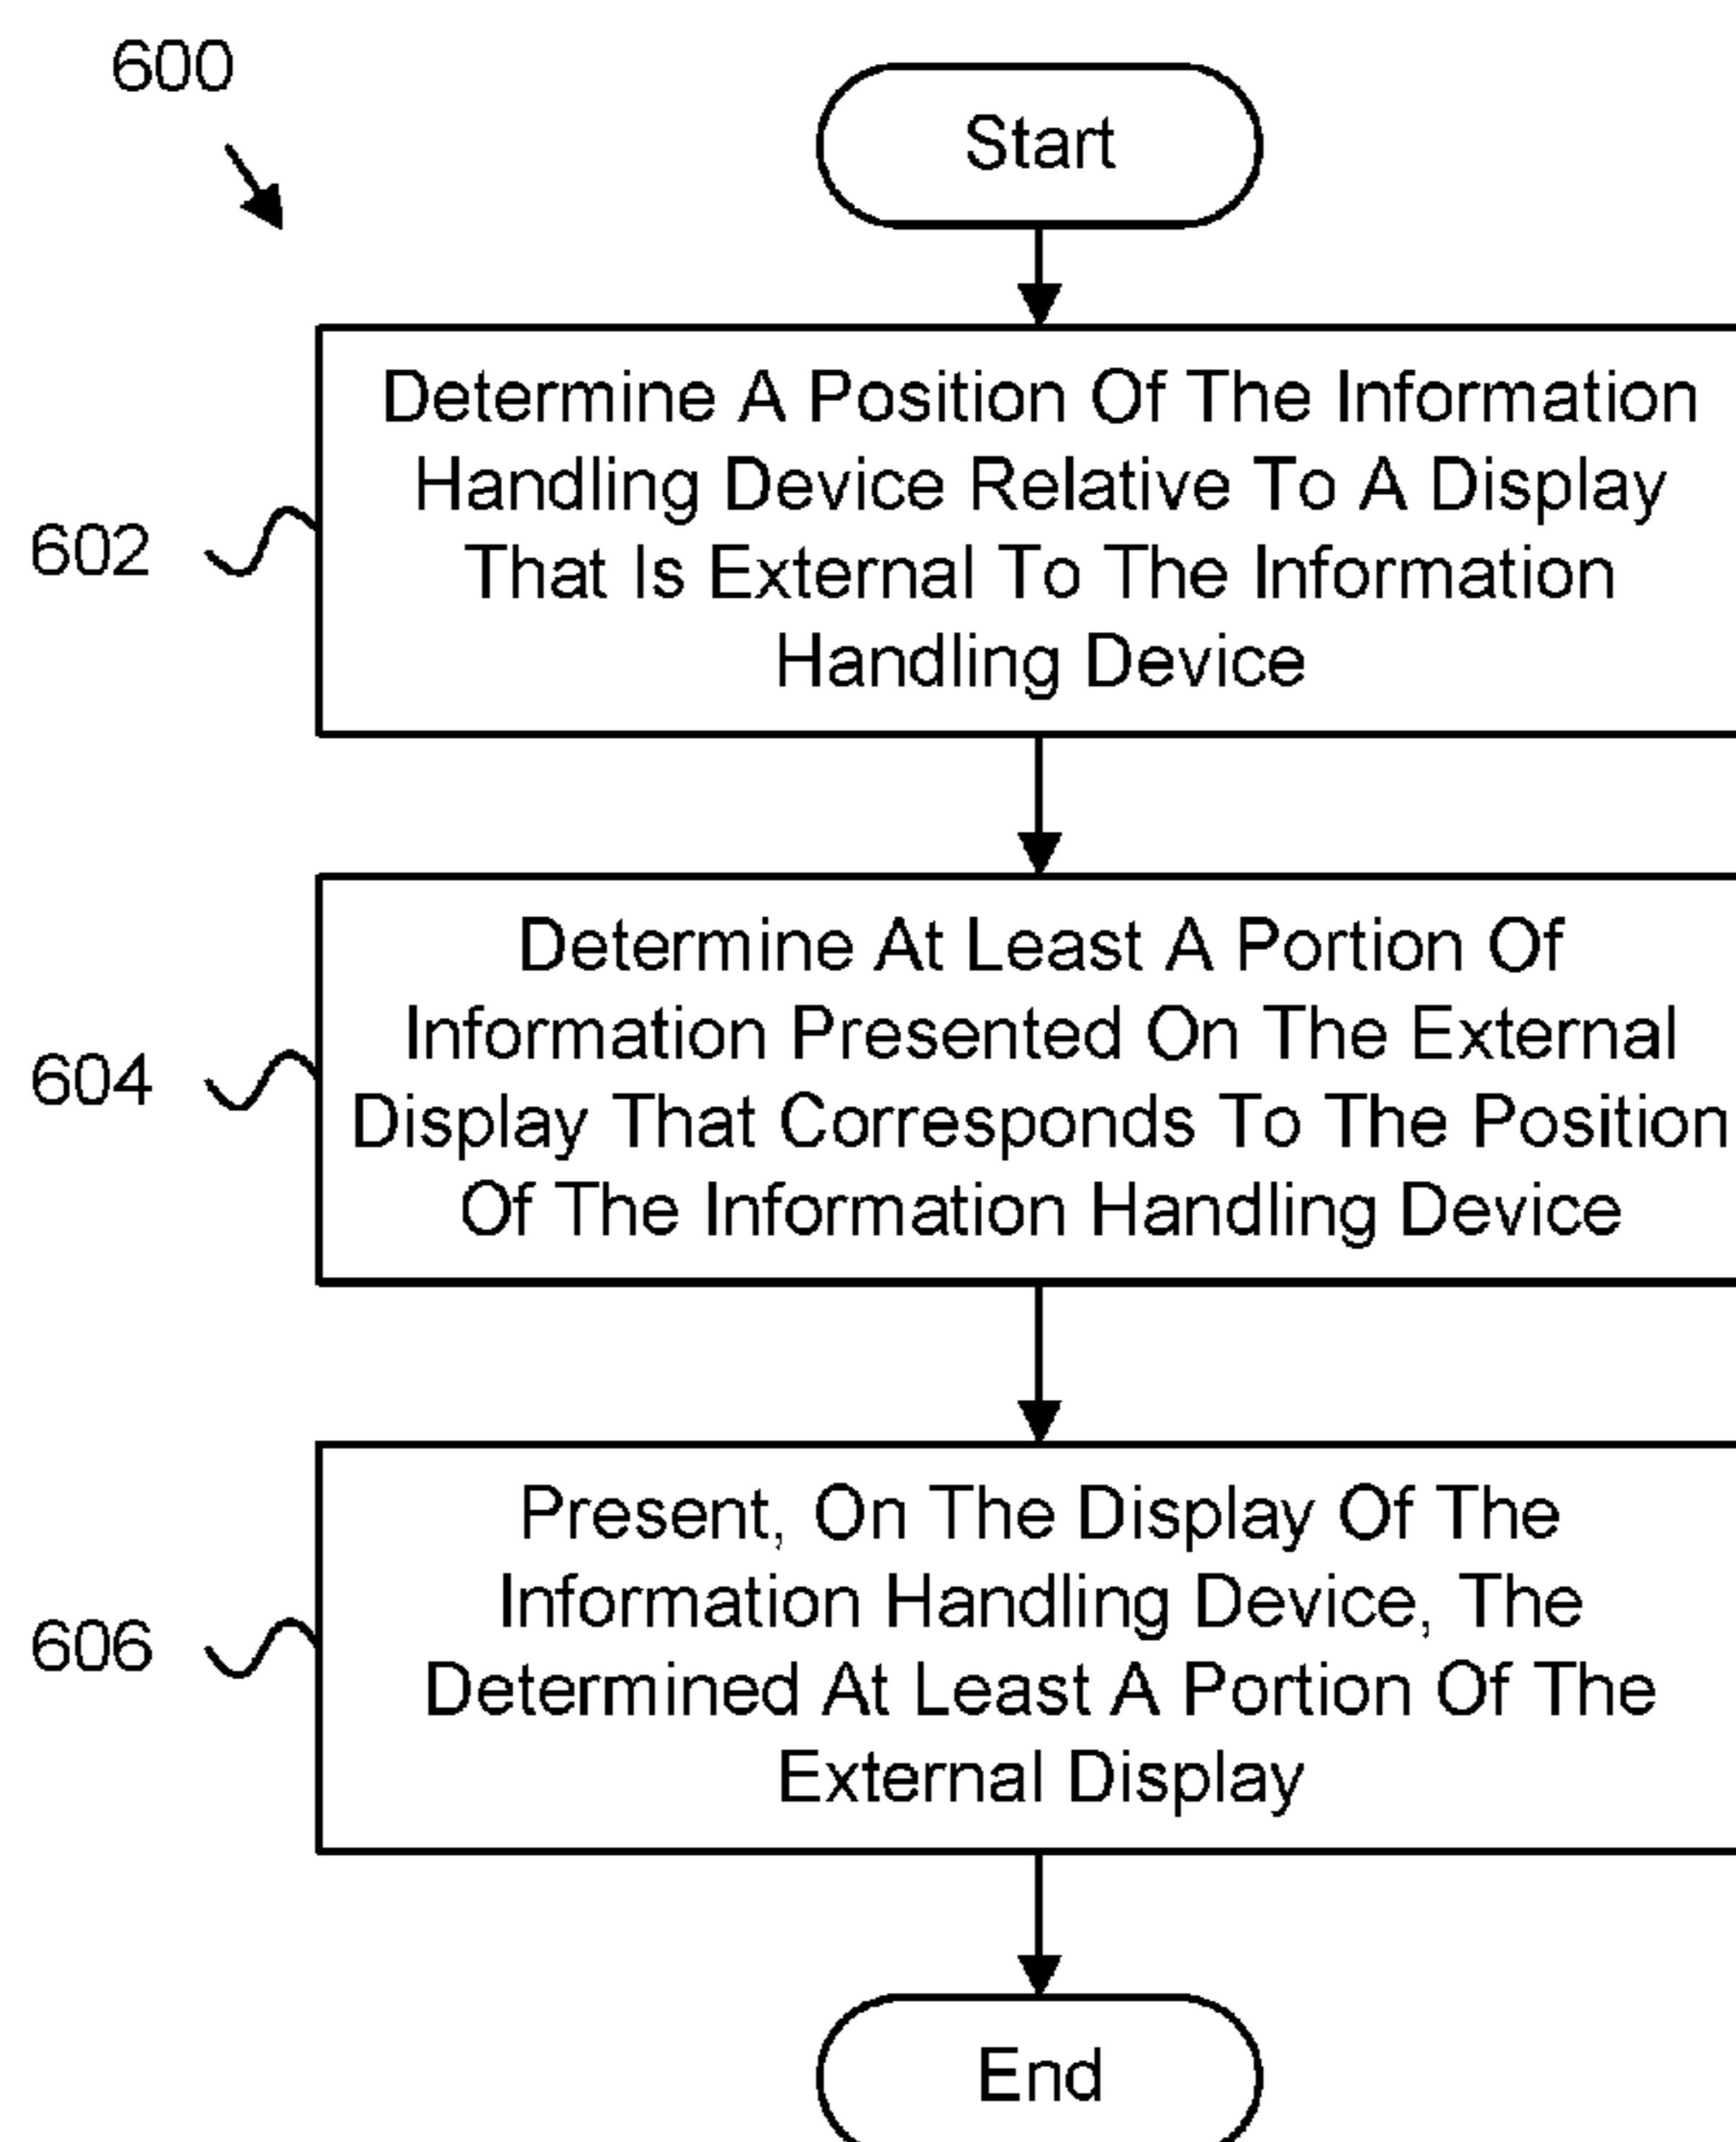 600
Start
Determine A Position Of The Information
Handling Device Relative To A Display
That Is External To The Information
Handling Device
602
Determine At Least A Portion Of
Information Presented On The External
Display That Corresponds To The Position
Of The Information Handling Device
604
Present, On The Display Of The
Information Handling Device, The
Determined At Least A Portion Of The
External Display
606
End